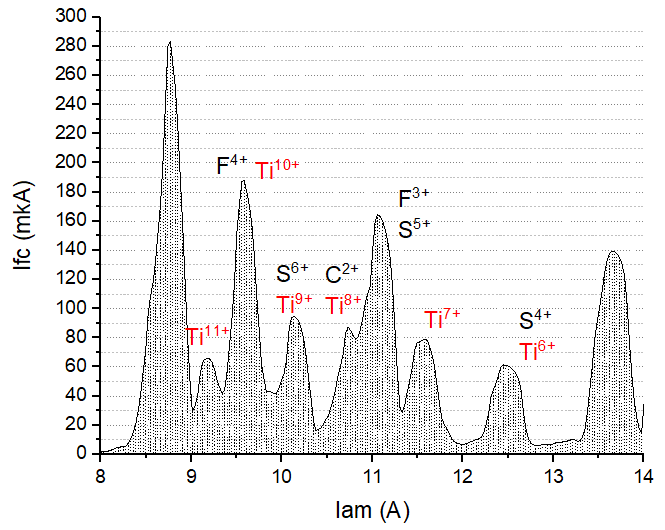 300
280
260
240
220
200
180
160
140
120
100
80
60
40
20
0
Ifc (mkA)
F⁴⁺ Ti¹⁰⁺
F³⁺
S⁵⁺
S⁶⁺ C²⁺
Ti⁹⁺ Ti⁸⁺
Ti¹¹⁺ Ti⁷⁺
S⁴⁺
Ti⁶⁺
8 9 10 11 12 13 14
Iam (A)